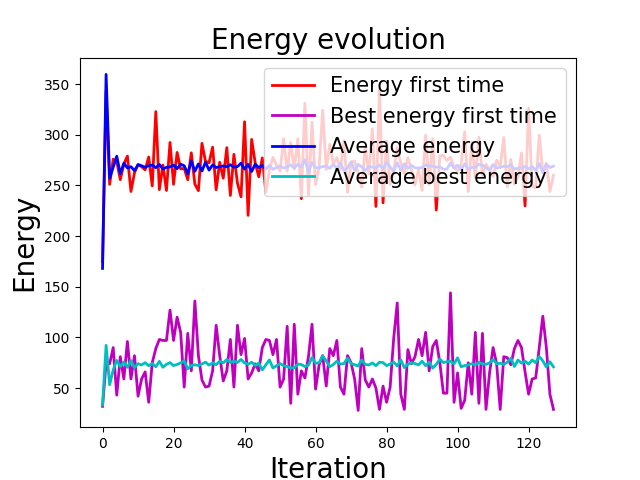 Energy evolution
Energy first time
Best energy first time
Average energy
Average best energy
Energy
350
300
250
200
150
100
50
0
20
40
60
80
100
120
Iteration